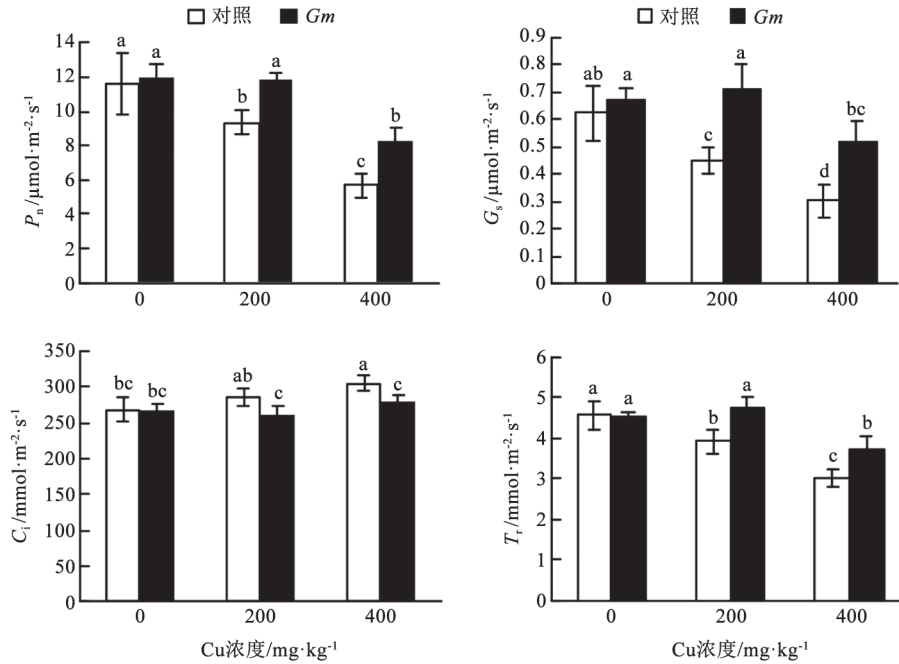 对照 Gm
对照 Gm
14
12
10
8
6
4
2
0
Pn/μmol·m⁻²·s⁻¹
a a
b a
c b
0 200 400
0.9
0.8
0.7
0.6
0.5
0.4
0.3
0.2
0.1
0
Gs/μmol·m⁻²·s⁻¹
ab a
c a
d bc
0 200 400
350
300
250
200
150
100
50
0
Ci/mmol·m⁻²·s⁻¹
bc bc
ab c
a c
0 200 400
Cu浓度/mg·kg⁻¹
6
5
4
3
2
1
0
Tr/mmol·m⁻²·s⁻¹
a a
b a
c b
0 200 400
Cu浓度/mg·kg⁻¹